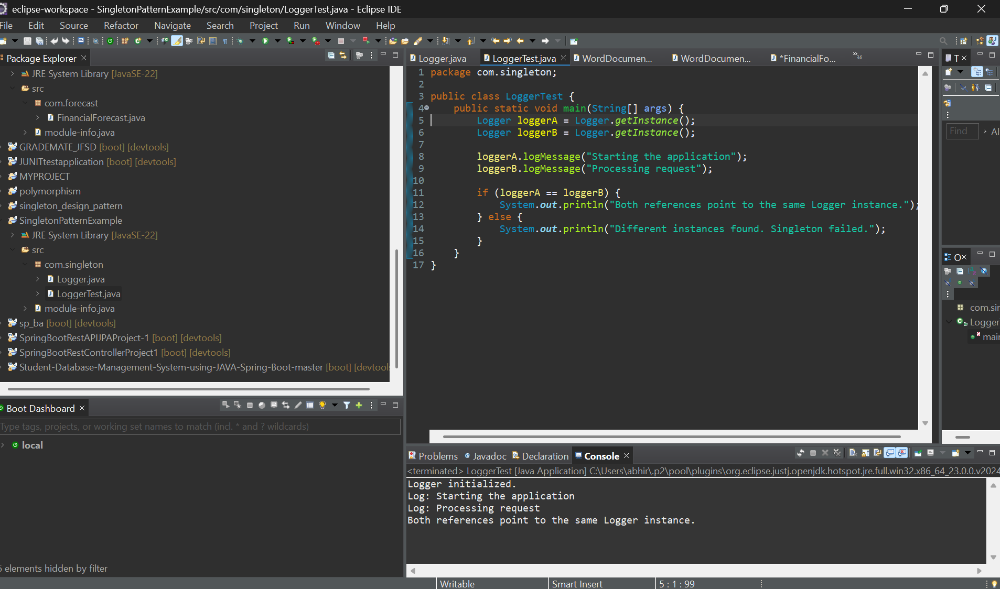 eclipse-workspace - SingletonPatternExample/src/com/singleton/LoggerTest.java - Eclipse IDE
File Edit Source Refactor Navigate Search Project Run Window Help
Package Explorer
JRE System Library [JavaSE-22]
src
com.forecast
FinancialForecast.java
module-info.java
GRADEMATE_JFSD [boot] [devtools]
JUNITtestapplication [boot] [devtools]
MYPROJECT
polymorphism
singleton_design_pattern
SingletonPatternExample
JRE System Library [JavaSE-22]
src
com.singleton
Logger.java
LoggerTest.java
module-info.java
sp_ba [boot] [devtools]
SpringBootRestAPIJPAProject-1 [boot] [devtools]
SpringBootRestControllerProject1 [boot] [devtools]
Student-Database-Management-System-using-JAVA-Spring-Boot-master [boot] [devtool
Boot Dashboard
Type tags, projects, or working set names to match (incl. * and ? wildcards)
local
elements hidden by filter
Logger.java LoggerTest.java WordDocumen... WordDocumen... *FinancialFo... »36
1 package com.singleton;
2
3 public class LoggerTest {
4 public static void main(String[] args) {
5 Logger loggerA = Logger.getInstance();
6 Logger loggerB = Logger.getInstance();
7
8 loggerA.logMessage("Starting the application");
9 loggerB.logMessage("Processing request");
10
11 if (loggerA == loggerB) {
12 System.out.println("Both references point to the same Logger instance.");
13 } else {
14 System.out.println("Different instances found. Singleton failed.");
15 }
16 }
17 }
Problems Javadoc Declaration Console
<terminated> LoggerTest [Java Application] C:\Users\abhir\.p2\pool\plugins\org.eclipse.justj.openjdk.hotspot.jre.full.win32.x86_64_23.0.0.v2024
Logger initialized.
Log: Starting the application
Log: Processing request
Both references point to the same Logger instance.
T
Find Al
O
com.sin
Logger
main
Writable Smart Insert 5 : 1 : 99